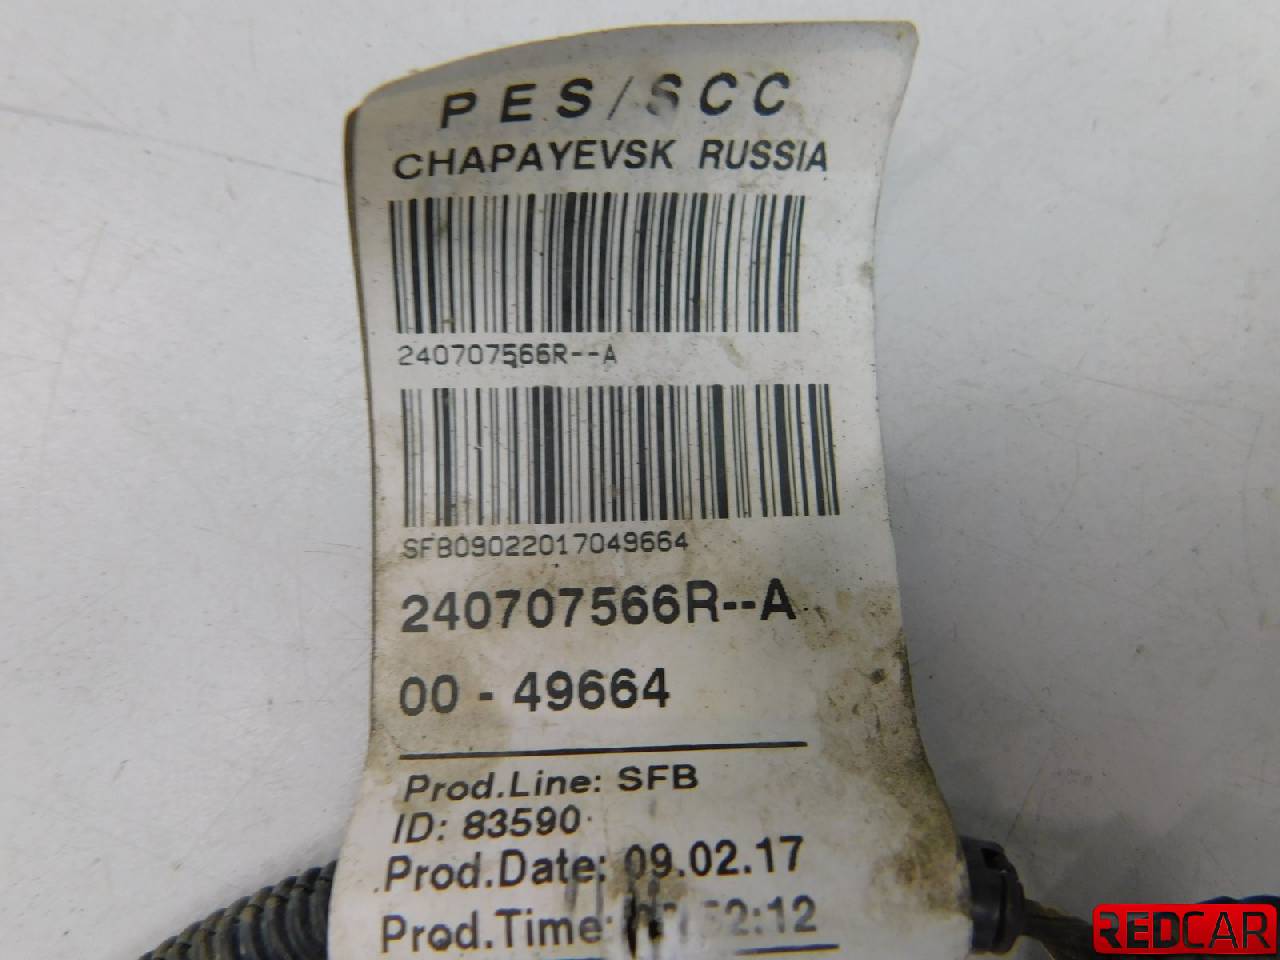 PES/SCC
CHAPAYEVSK RUSSIA
240707566R--A
SFB09022017049664
240707566R--A
00 - 49664
Prod.Line: SFB
ID: 83590
Prod.Date: 09.02.17
Prod.Time:
REDCAR